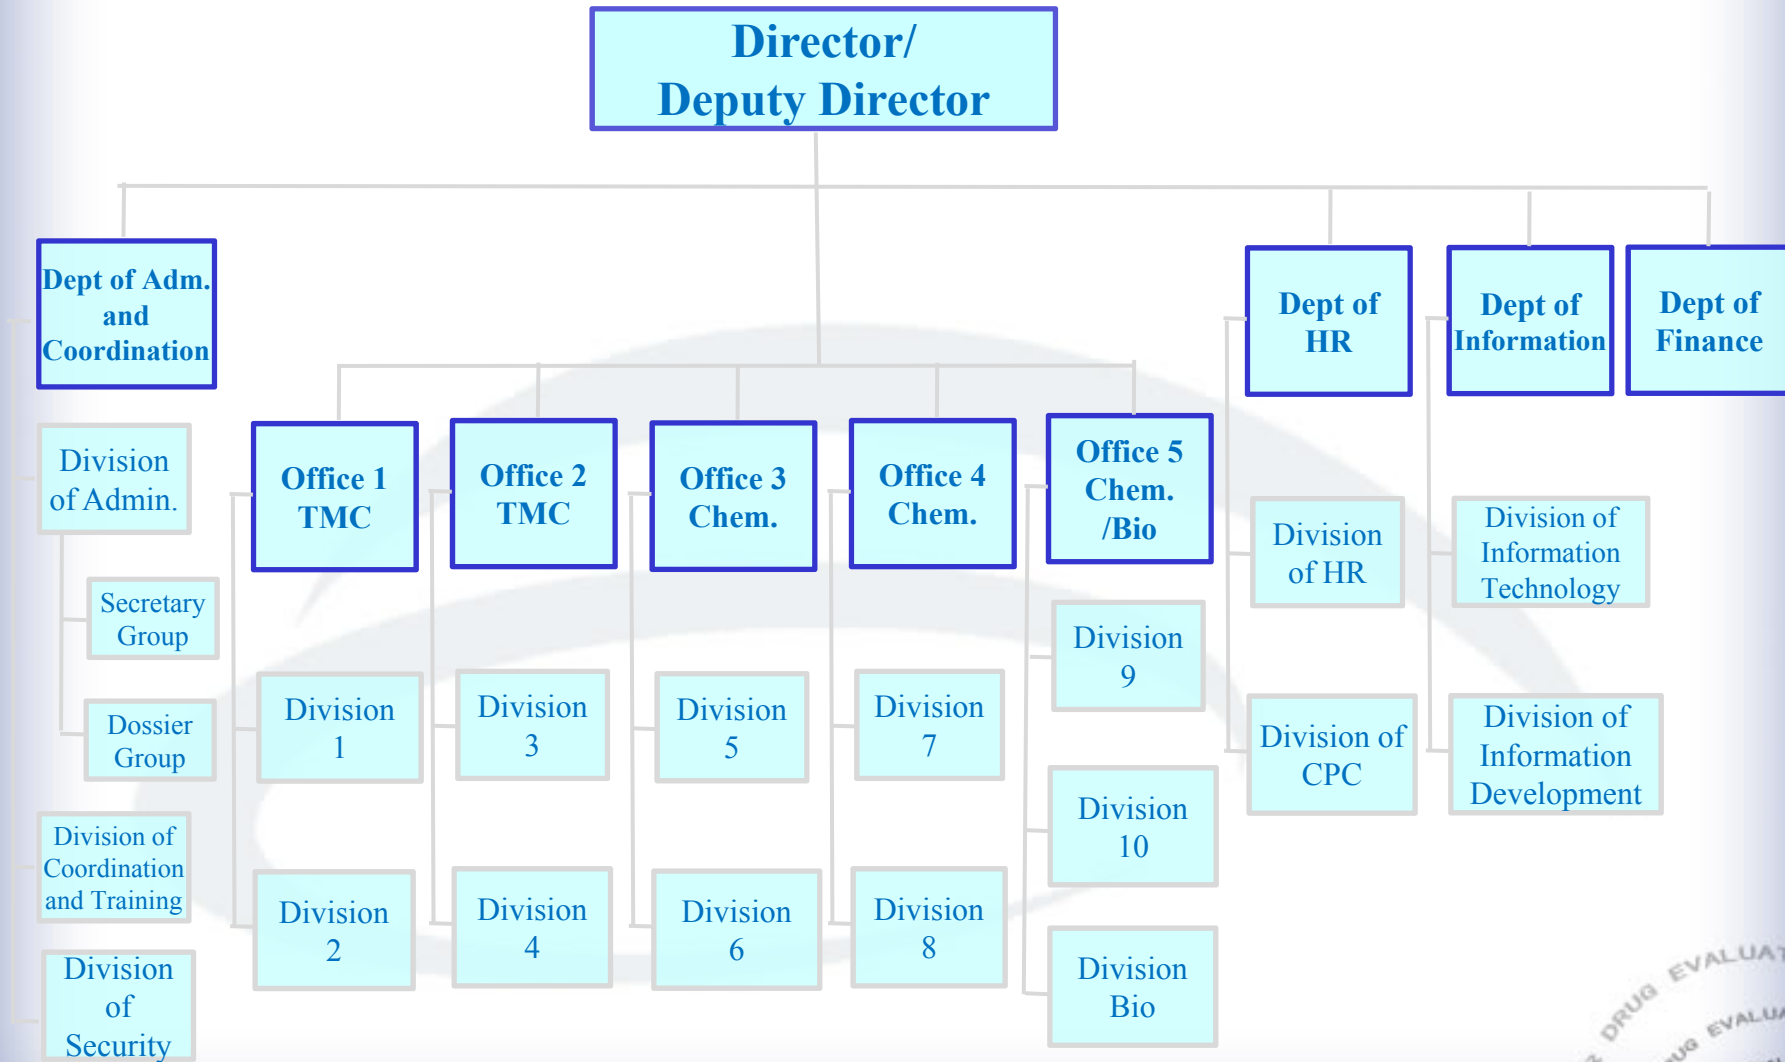 Director/
Deputy Director
Dept of Adm.
and
Coordination
Dept of
HR
Dept of
Information
Dept of
Finance
Office 1
TMC
Office 2
TMC
Office 3
Chem.
Office 4
Chem.
Office 5
Chem.
/Bio
Division
of Admin.
Secretary
Group
Dossier
Group
Division of
Coordination
and Training
Division
of
Security
Division
1
Division
2
Division
3
Division
4
Division
5
Division
6
Division
7
Division
8
Division
9
Division
10
Division
Bio
Division
of HR
Division of
CPC
Division of
Information
Technology
Division of
Information
Development
DRUG